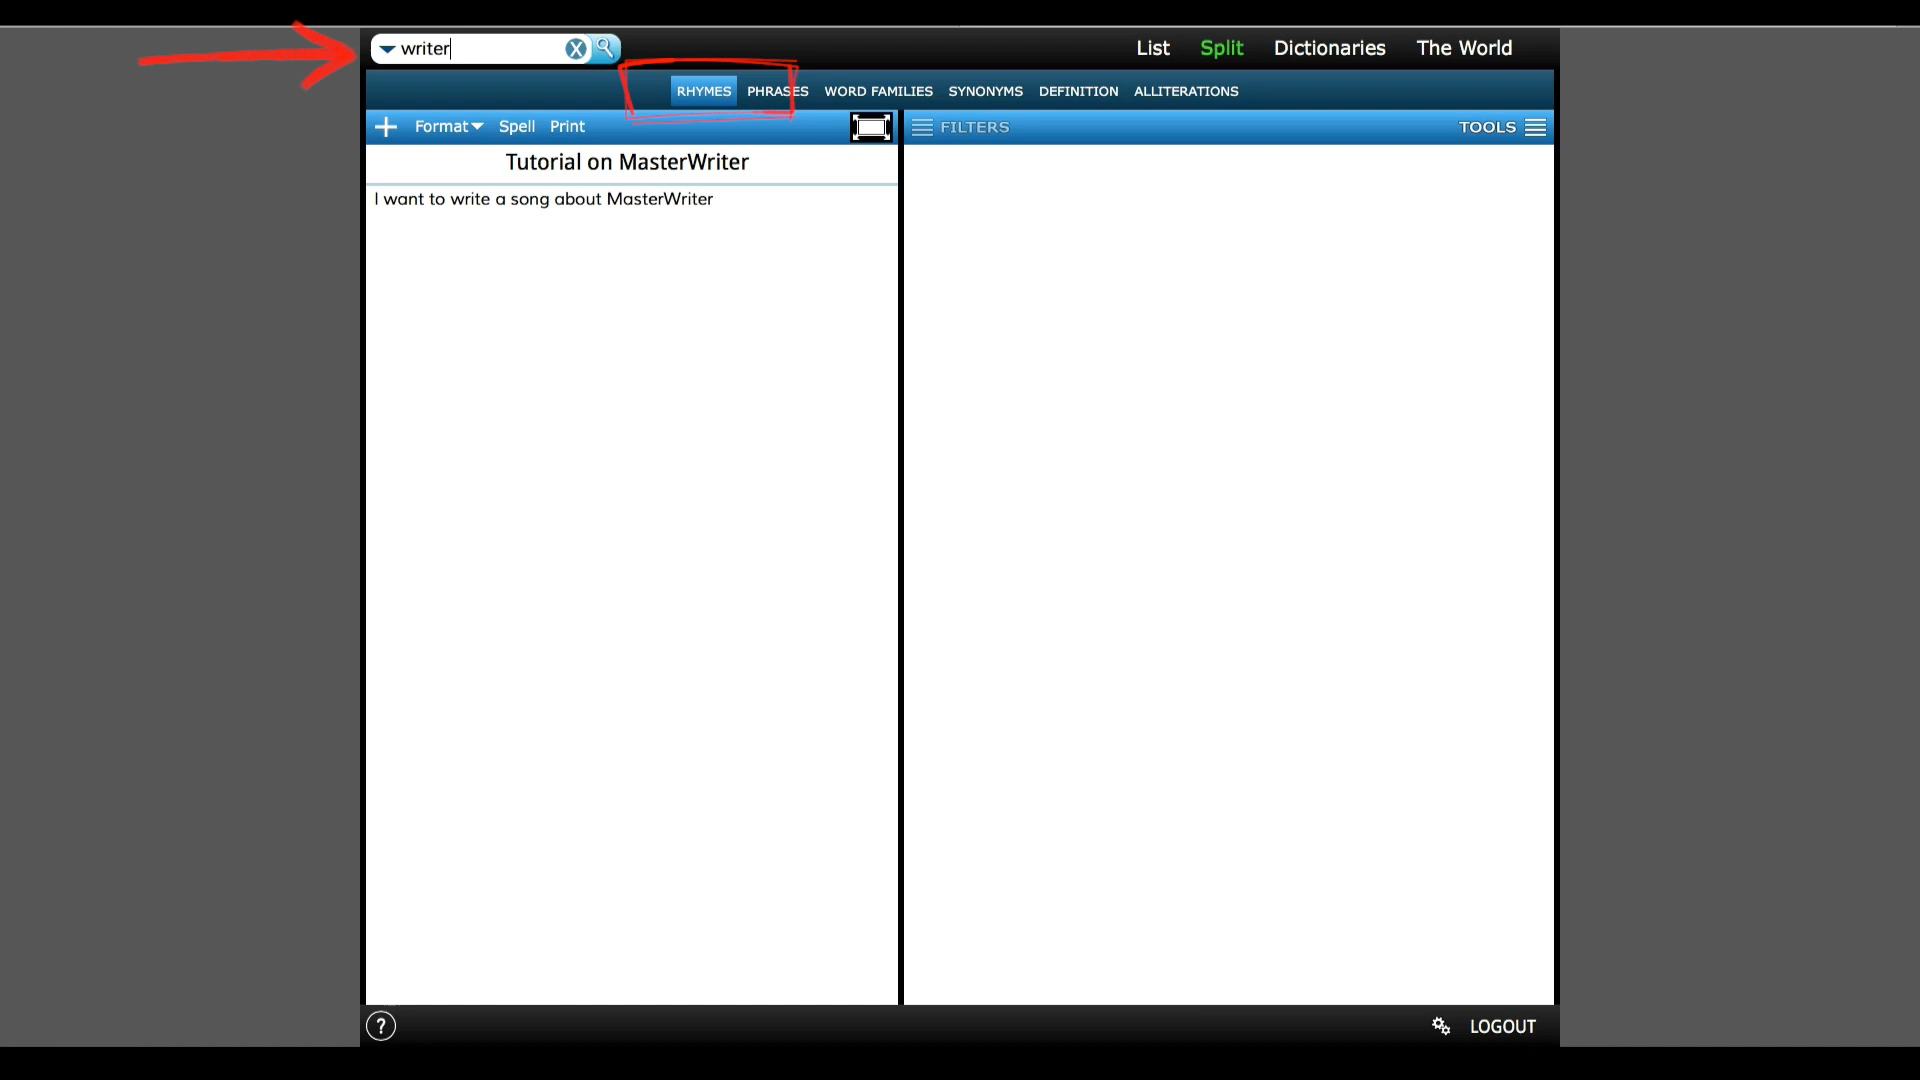 writer X List Split Dictionaries The World
RHYMES PHRASES WORD FAMILIES SYNONYMS DEFINITION ALLITERATIONS
Format Spell Print FILTERS TOOLS
Tutorial on MasterWriter
I want to write a song about MasterWriter
? LOGOUT